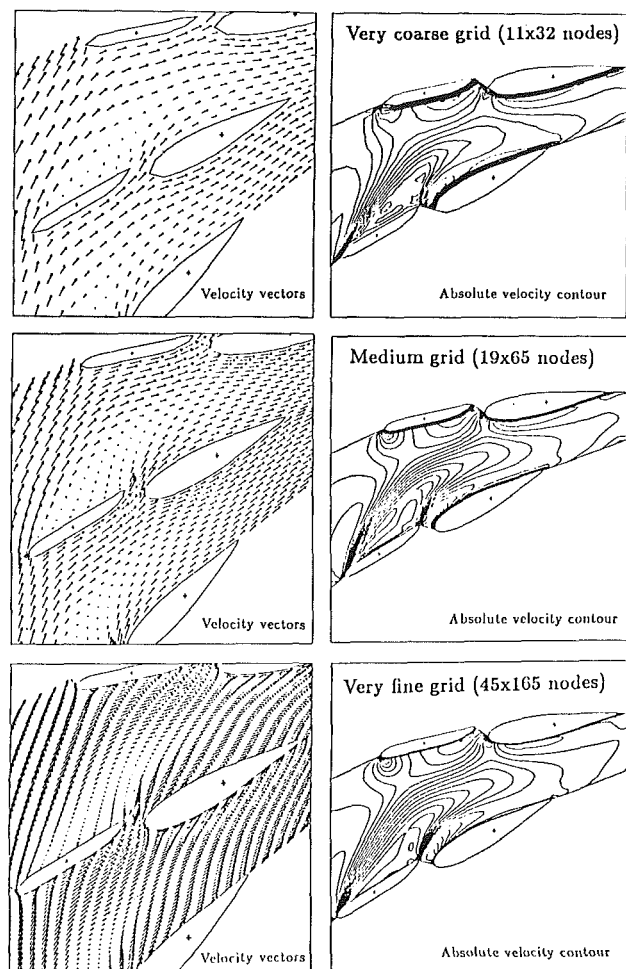 Very coarse grid (11x32 nodes)
Velocity vectors
Absolute velocity contour
Medium grid (19x65 nodes)
Velocity vectors
Absolute velocity contour
Very fine grid (45x165 nodes)
Velocity vectors
Absolute velocity contour